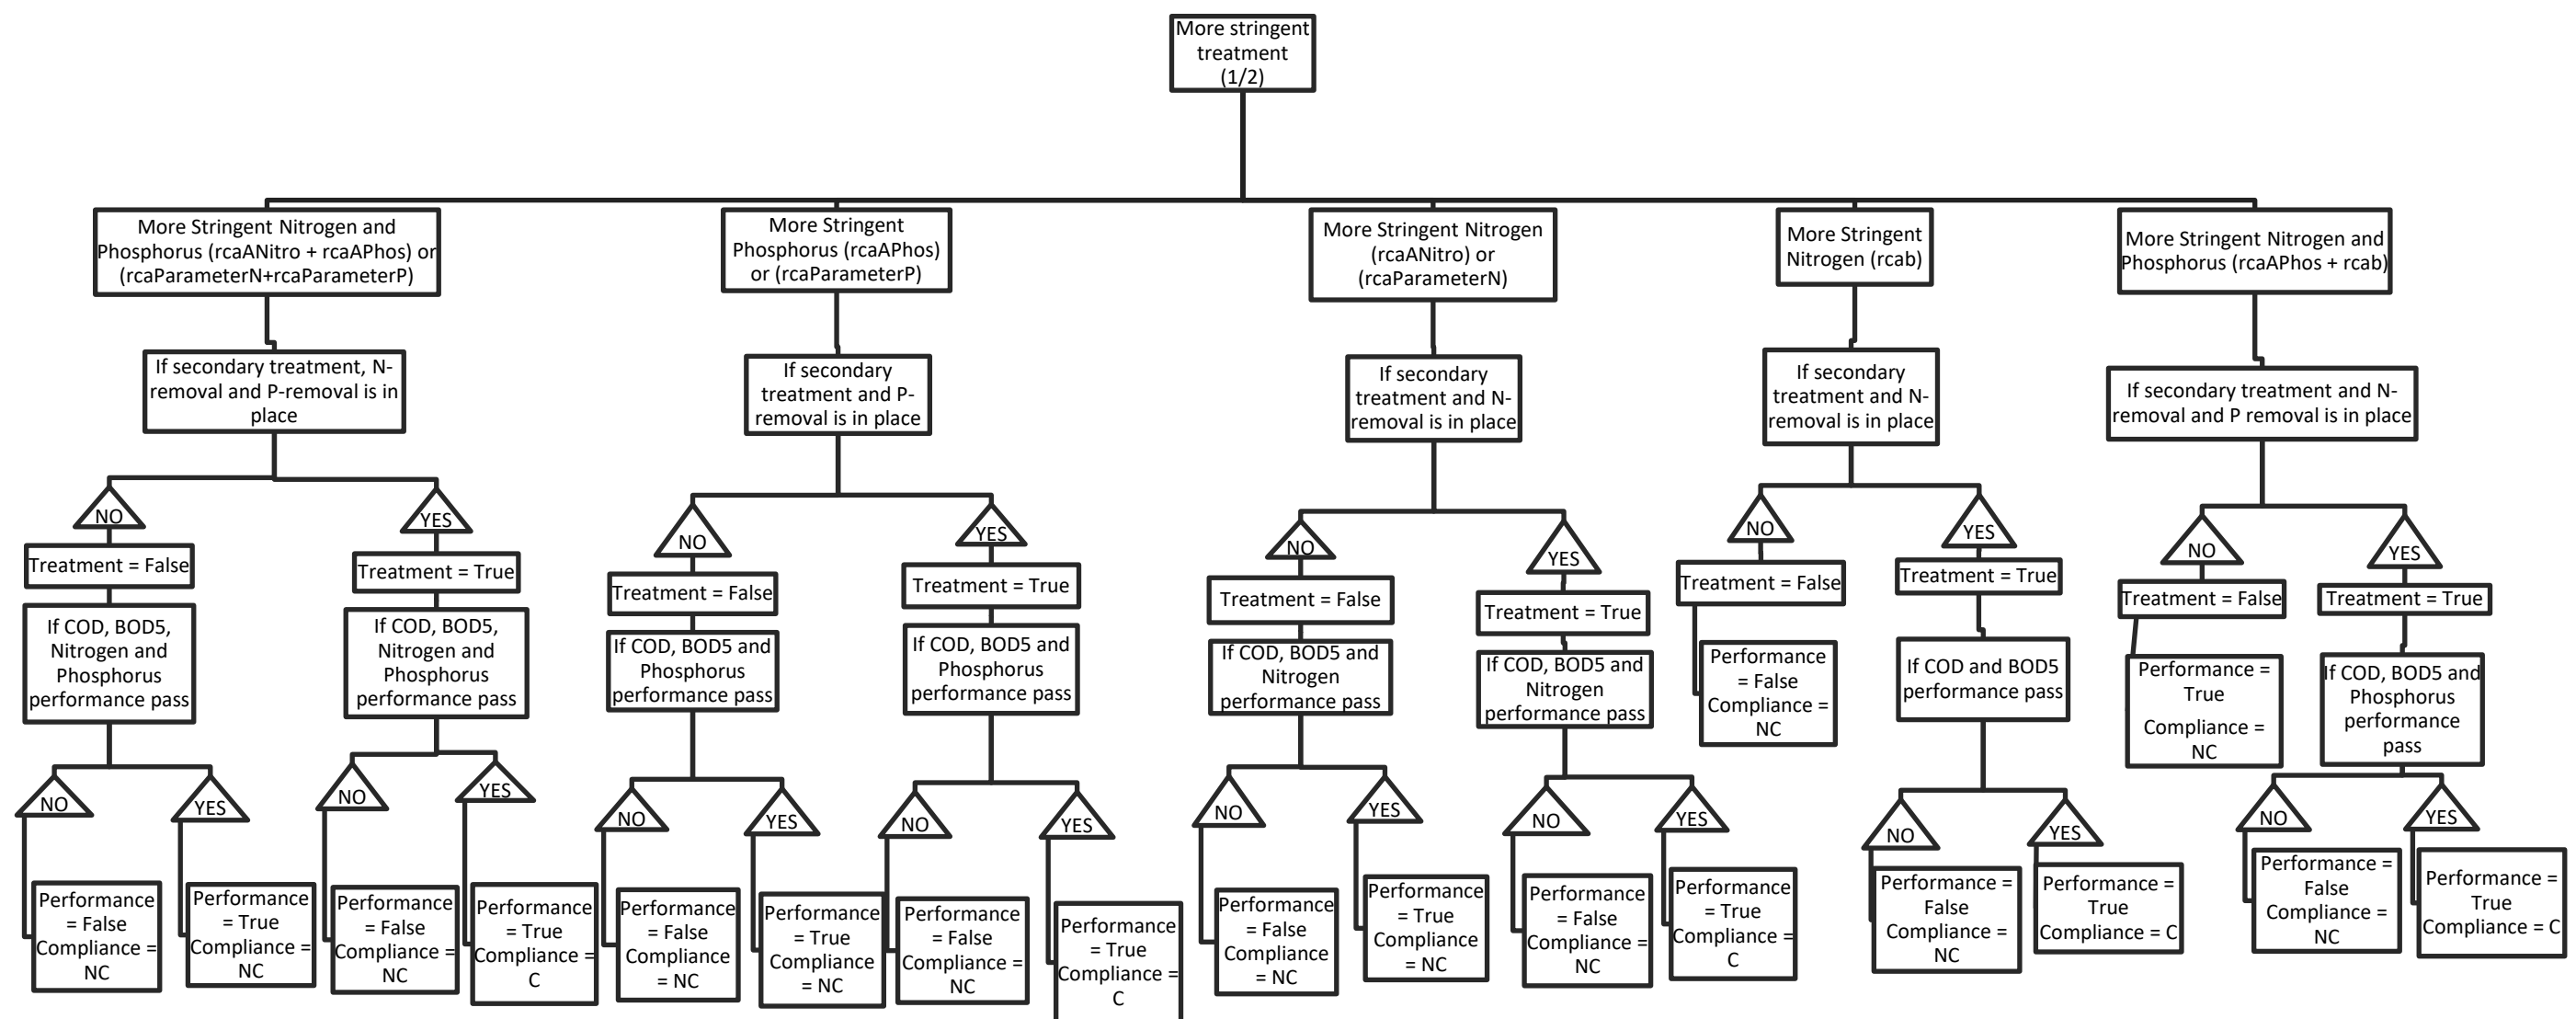 More stringent
treatment
(1/2)
More Stringent Nitrogen and
Phosphorus (rcaANitro + rcaAPhos) or
(rcaParameterN+rcaParameterP)
More Stringent
Phosphorus (rcaAPhos)
or (rcaParameterP)
More Stringent Nitrogen
(rcaANitro) or
(rcaParameterN)
More Stringent
Nitrogen (rcab)
More Stringent Nitrogen and
Phosphorus (rcaAPhos + rcab)
If secondary treatment, N-
removal and P-removal is in
place
If secondary
treatment and P-
removal is in place
If secondary
treatment and N-
removal is in place
If secondary
treatment and N-
removal is in place
If secondary treatment and N-
removal and P removal is in place
NO
YES
NO
YES
NO
YES
NO
YES
NO
YES
Treatment = False
Treatment = True
Treatment = False
Treatment = True
Treatment = False
Treatment = True
Treatment = False
Treatment = True
Treatment = False
Treatment = True
If COD, BOD5,
Nitrogen and
Phosphorus
performance pass
If COD, BOD5,
Nitrogen and
Phosphorus
performance pass
If COD, BOD5 and
Phosphorus
performance pass
If COD, BOD5 and
Phosphorus
performance pass
If COD, BOD5 and
Nitrogen
performance pass
If COD, BOD5 and
Nitrogen
performance pass
Performance
= False
Compliance =
NC
If COD and BOD5
performance pass
Performance =
True
Compliance =
NC
If COD, BOD5 and
Phosphorus
performance
pass
NO
YES
NO
YES
NO
YES
NO
YES
NO
YES
NO
YES
NO
YES
NO
YES
Performance
= False
Compliance =
NC
Performance
= True
Compliance =
NC
Performance
= False
Compliance =
NC
Performance
= True
Compliance =
C
Performance
= False
Compliance
= NC
Performance
= True
Compliance
= NC
Performance
= False
Compliance =
NC
Performance
= True
Compliance =
C
Performance
= False
Compliance
= NC
Performance
= True
Compliance
= NC
Performance
= False
Compliance =
NC
Performance
= True
Compliance =
C
Performance =
False
Compliance =
NC
Performance =
True
Compliance = C
Performance =
False
Compliance =
NC
Performance =
True
Compliance = C